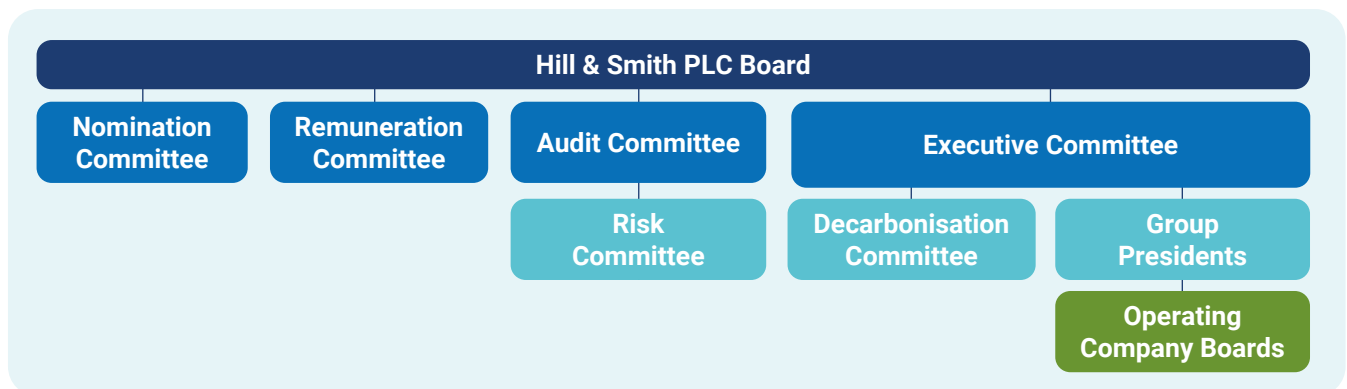 Hill & Smith PLC Board
Nomination
Committee
Remuneration
Committee
Audit Committee
Executive Committee
Risk
Committee
Decarbonisation
Committee
Group
Presidents
Operating
Company Boards